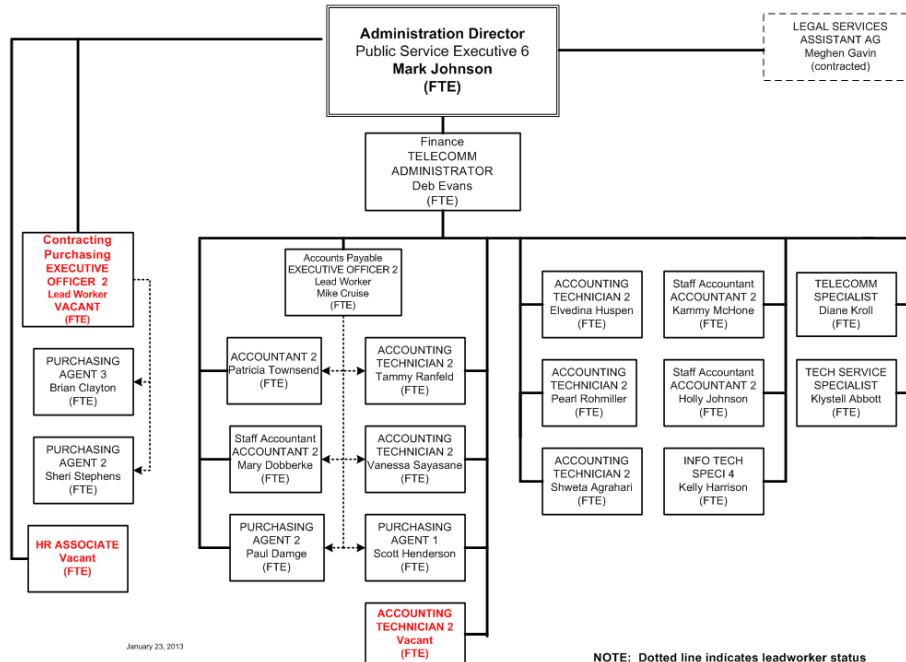 Administration Director
Public Service Executive 6
Mark Johnson
(FTE)
LEGAL SERVICES
ASSISTANT AG
Meghen Gavin
(contracted)
Finance
TELECOMM
ADMINISTRATOR
Deb Evans
(FTE)
Contracting
Purchasing
EXECUTIVE
OFFICER 2
Lead Worker
VACANT
(FTE)
PURCHASING
AGENT 3
Brian Clayton
(FTE)
PURCHASING
AGENT 2
Sheri Stephens
(FTE)
HR ASSOCIATE
Vacant
(FTE)
Accounts Payable
EXECUTIVE OFFICER 2
Lead Worker
Mike Cruise
(FTE)
ACCOUNTANT 2
Patricia Townsend
(FTE)
ACCOUNTING
TECHNICIAN 2
Tammy Ranfeld
(FTE)
Staff Accountant
ACCOUNTANT 2
Mary Dobberke
(FTE)
ACCOUNTING
TECHNICIAN 2
Vanessa Sayasane
(FTE)
PURCHASING
AGENT 2
Paul Damge
(FTE)
PURCHASING
AGENT 1
Scott Henderson
(FTE)
ACCOUNTING
TECHNICIAN 2
Vacant
(FTE)
ACCOUNTING
TECHNICIAN 2
Elvedina Huspen
(FTE)
Staff Accountant
ACCOUNTANT 2
Kammy McHone
(FTE)
TELECOMM
SPECIALIST
Diane Kroll
(FTE)
ACCOUNTING
TECHNICIAN 2
Pearl Rohmiller
(FTE)
Staff Accountant
ACCOUNTANT 2
Holly Johnson
(FTE)
TECH SERVICE
SPECIALIST
Klystell Abbott
(FTE)
ACCOUNTING
TECHNICIAN 2
Shweta Agrahari
(FTE)
INFO TECH
SPECI 4
Kelly Harrison
(FTE)
January 23, 2013
NOTE: Dotted line indicates leadworker status